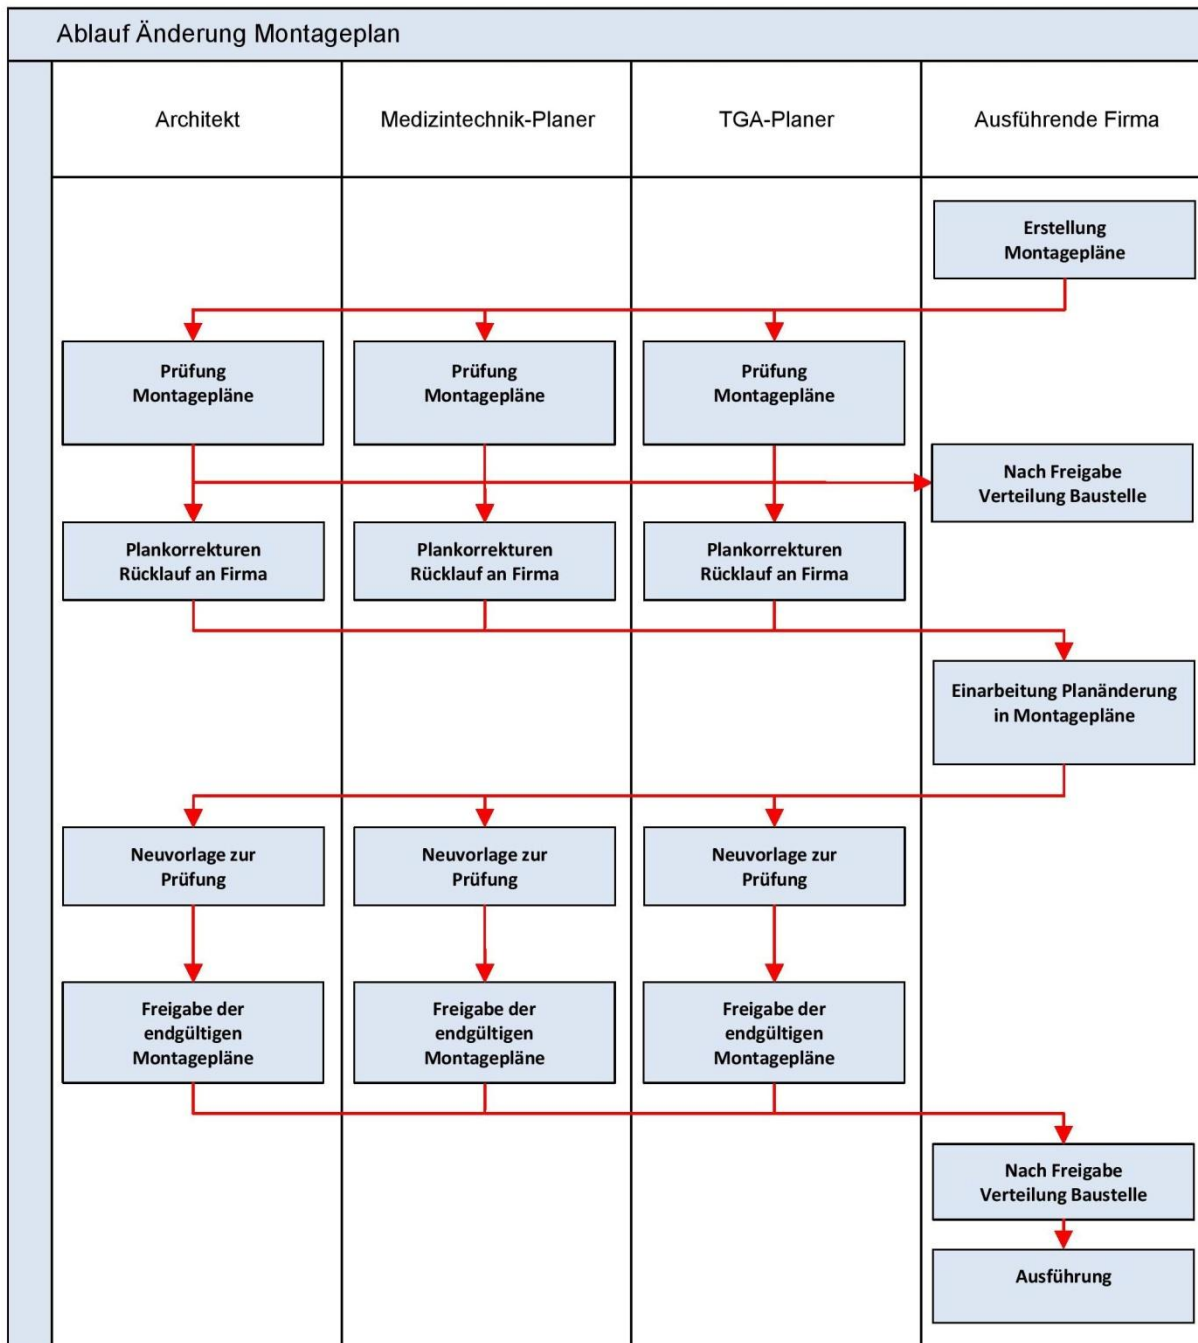 Ablauf Änderung Montageplan
Architekt
Medizintechnik-Planer
TGA-Planer
Ausführende Firma
Erstellung
Montagepläne
Prüfung
Montagepläne
Prüfung
Montagepläne
Prüfung
Montagepläne
Nach Freigabe
Verteilung Baustelle
Plankorrekturen
Rücklauf an Firma
Plankorrekturen
Rücklauf an Firma
Plankorrekturen
Rücklauf an Firma
Einarbeitung Planänderung
in Montagepläne
Neuvorlage zur
Prüfung
Neuvorlage zur
Prüfung
Neuvorlage zur
Prüfung
Freigabe der
endgültigen
Montagepläne
Freigabe der
endgültigen
Montagepläne
Freigabe der
endgültigen
Montagepläne
Nach Freigabe
Verteilung Baustelle
Ausführung